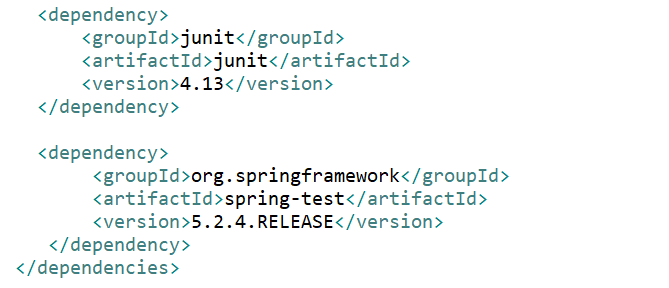 <dependency>
<groupId>junit</groupId>
<artifactId>junit</artifactId>
<version>4.13</version>
</dependency>
<dependency>
<groupId>org.springframework</groupId>
<artifactId>spring-test</artifactId>
<version>5.2.4.RELEASE</version>
</dependency>
</dependencies>